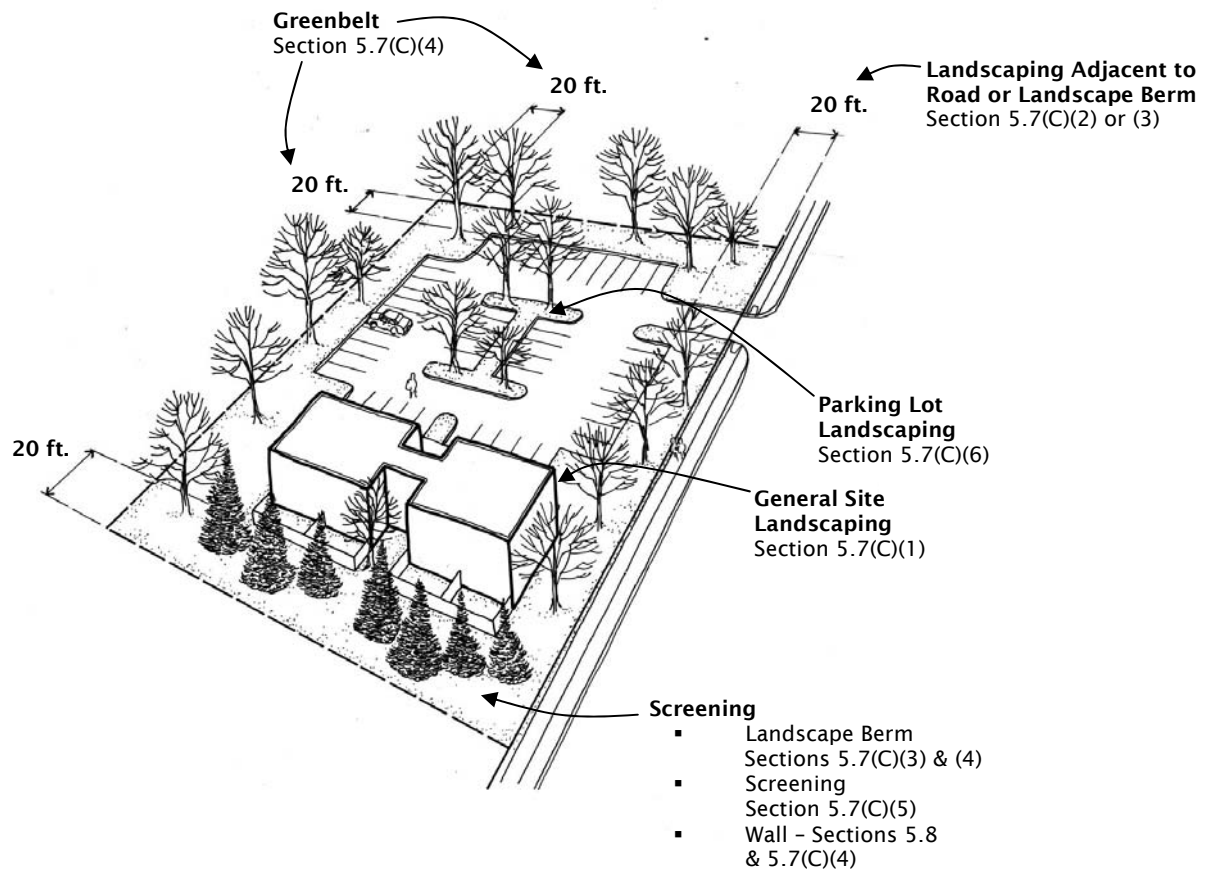 Greenbelt
Section 5.7(C)(4)
20 ft.
20 ft.
20 ft.
Landscaping Adjacent to
Road or Landscape Berm
Section 5.7(C)(2) or (3)
20 ft.
Parking Lot
Landscaping
Section 5.7(C)(6)
General Site
Landscaping
Section 5.7(C)(1)
Screening
▪ Landscape Berm
Sections 5.7(C)(3) & (4)
▪ Screening
Section 5.7(C)(5)
▪ Wall – Sections 5.8
& 5.7(C)(4)